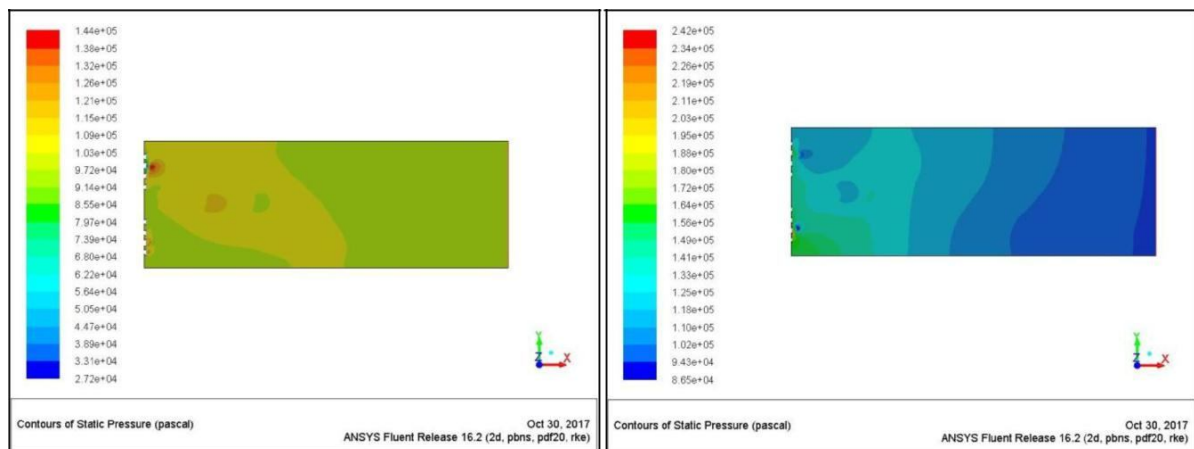 1.44e+05
1.38e+05
1.32e+05
1.26e+05
1.21e+05
1.15e+05
1.09e+05
1.03e+05
9.72e+04
9.14e+04
8.55e+04
7.97e+04
7.39e+04
6.80e+04
6.22e+04
5.64e+04
5.05e+04
4.47e+04
3.89e+04
3.31e+04
2.72e+04
Y
Z X
Contours of Static Pressure (pascal)
Oct 30, 2017
ANSYS Fluent Release 16.2 (2d, pbns, pdf20, rke)
2.42e+05
2.34e+05
2.26e+05
2.19e+05
2.11e+05
2.03e+05
1.95e+05
1.88e+05
1.80e+05
1.72e+05
1.64e+05
1.56e+05
1.49e+05
1.41e+05
1.33e+05
1.25e+05
1.18e+05
1.10e+05
1.02e+05
9.43e+04
8.65e+04
Y
Z X
Contours of Static Pressure (pascal)
Oct 30, 2017
ANSYS Fluent Release 16.2 (2d, pbns, pdf20, rke)